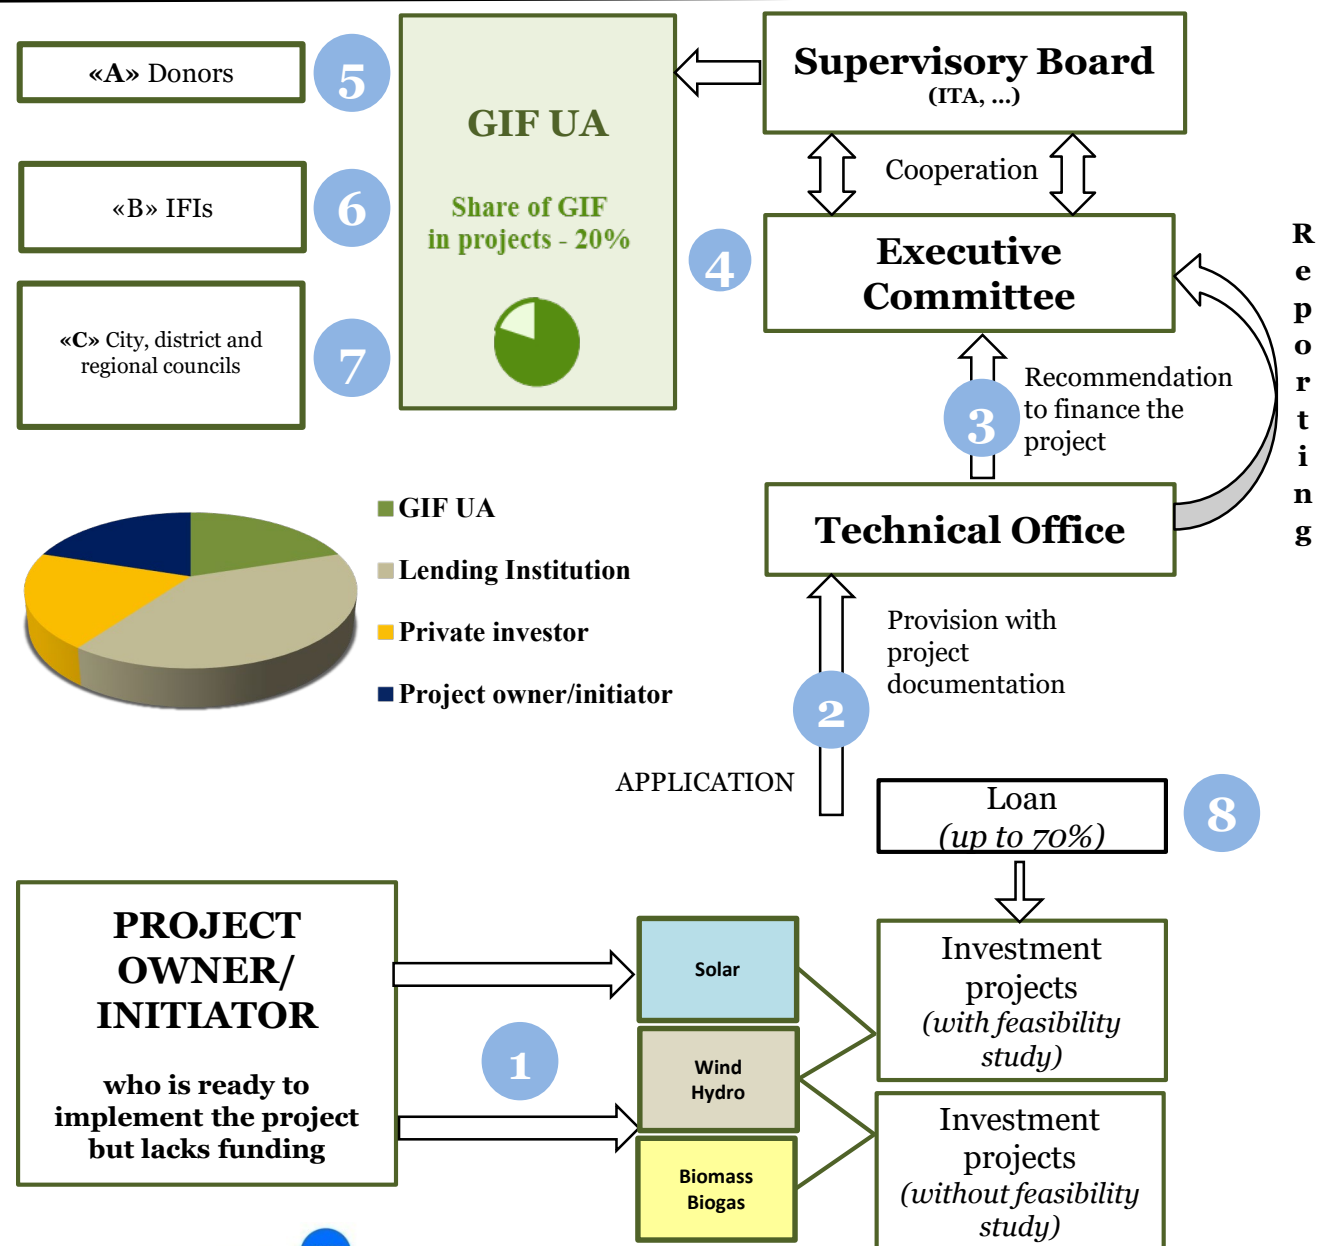 «A» Donors
5
«B» IFIs
6
«C» City, district and
regional councils
7
GIF UA
Share of GIF
in projects - 20%
Supervisory Board
(ITA, ...)
Cooperation
4
Executive
Committee
Reporting
3
Recommendation
to finance the
project
Technical Office
GIF UA
Lending Institution
Private investor
Project owner/initiator
Provision with
project
documentation
2
APPLICATION
Loan
(up to 70%)
8
PROJECT
OWNER/
INITIATOR
who is ready to
implement the project
but lacks funding
1
Solar
Wind
Hydro
Biomass
Biogas
Investment
projects
(with feasibility
study)
Investment
projects
(without feasibility
study)